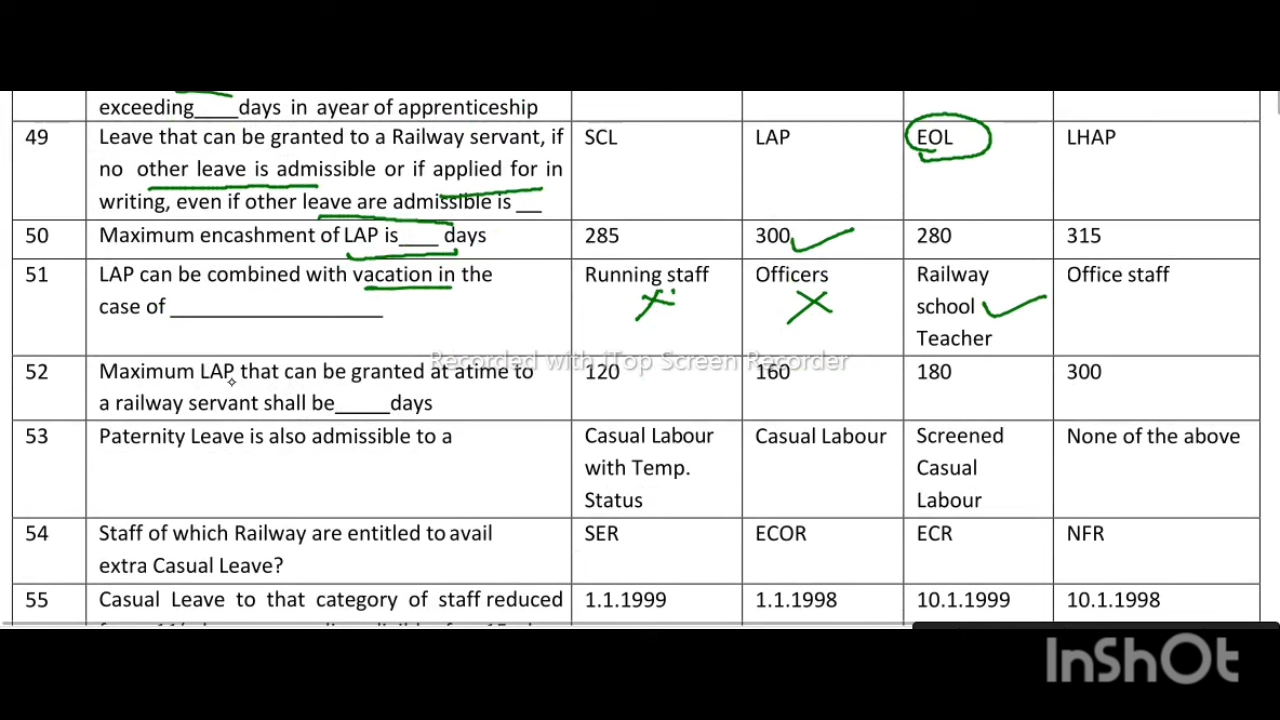 exceeding____days in ayear of apprenticeship
49 Leave that can be granted to a Railway servant, if SCL LAP EOL LHAP
no other leave is admissible or if applied for in
writing, even if other leave are admissible is __
50 Maximum encashment of LAP is____ days 285 300 280 315
51 LAP can be combined with vacation in the Running staff Officers Railway Office staff
case of __________________ school
Teacher
Recorded with iTop Screen Recorder
52 Maximum LAP that can be granted at atime to 120 160 180 300
a railway servant shall be_____days
53 Paternity Leave is also admissible to a Casual Labour Casual Labour Screened None of the above
with Temp. Casual
Status Labour
54 Staff of which Railway are entitled to avail SER ECOR ECR NFR
extra Casual Leave?
55 Casual Leave to that category of staff reduced 1.1.1999 1.1.1998 10.1.1999 10.1.1998
InShOt